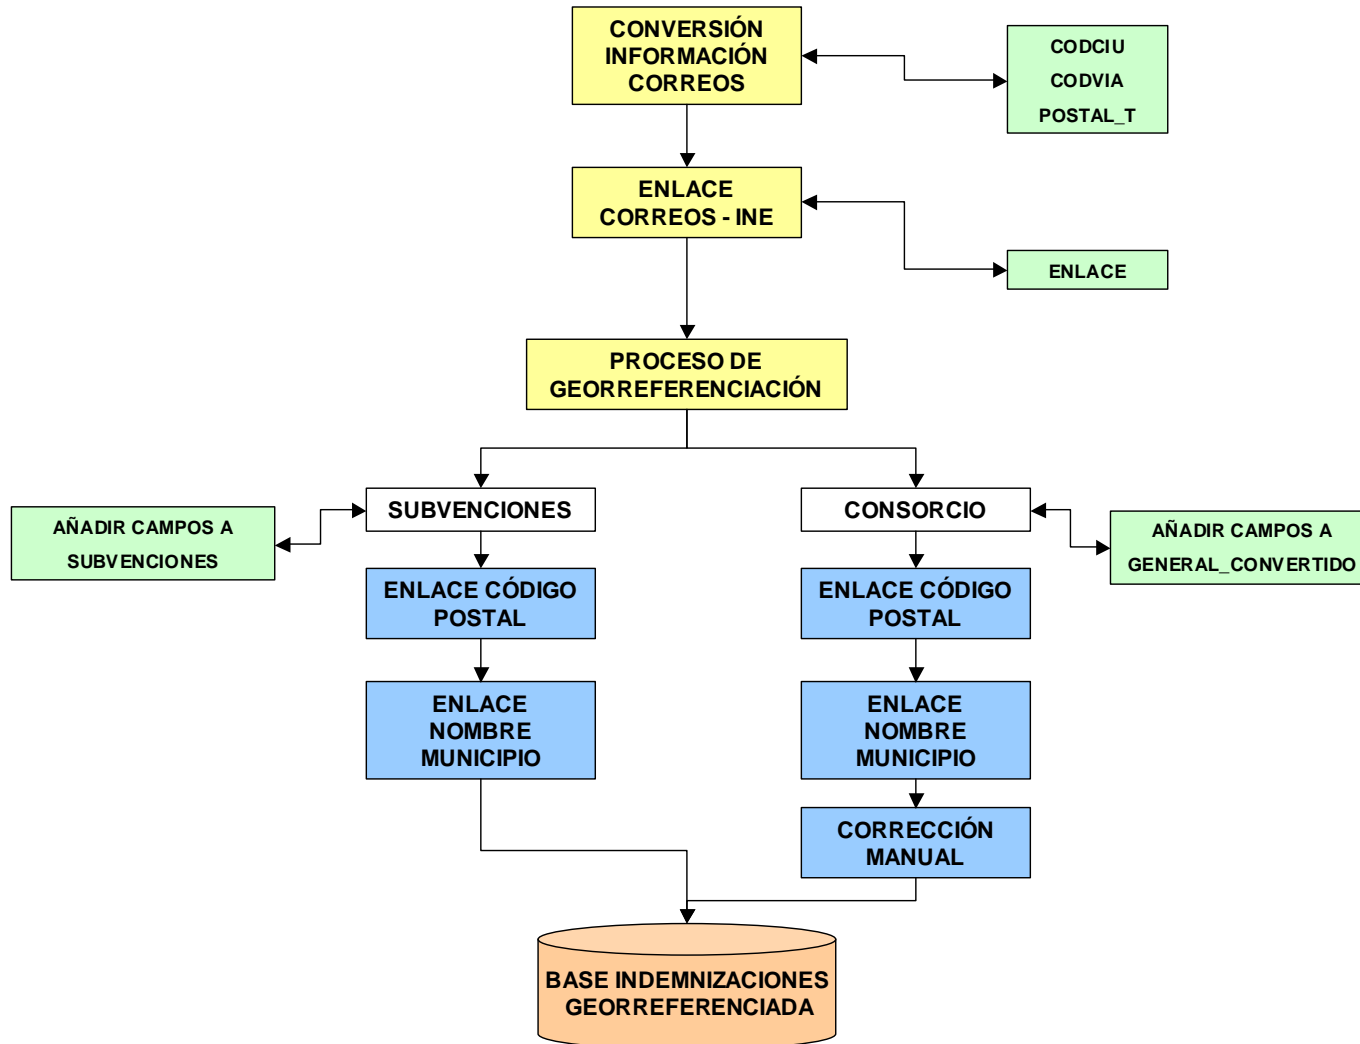 CONVERSIÓN
INFORMACIÓN
CORREOS
CODCIU
CODVIA
POSTAL_T
ENLACE
CORREOS - INE
ENLACE
PROCESO DE
GEORREFERENCIACIÓN
SUBVENCIONES
CONSORCIO
AÑADIR CAMPOS A
SUBVENCIONES
AÑADIR CAMPOS A
GENERAL_CONVERTIDO
ENLACE CÓDIGO
POSTAL
ENLACE CÓDIGO
POSTAL
ENLACE
NOMBRE
MUNICIPIO
ENLACE
NOMBRE
MUNICIPIO
CORRECCIÓN
MANUAL
BASE INDEMNIZACIONES
GEORREFERENCIADA